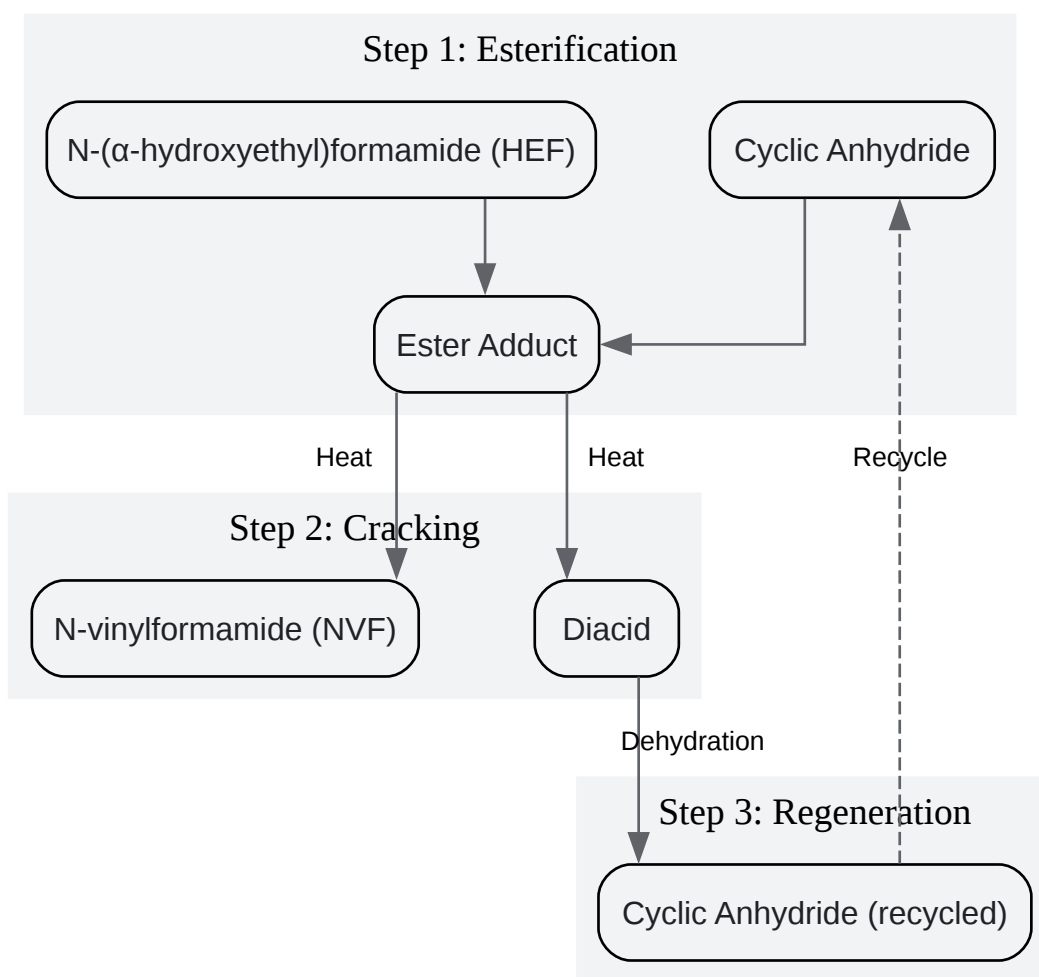 Step 1: Esterification
N-(α-hydroxyethyl)formamide (HEF)
Cyclic Anhydride
Ester Adduct
Heat
Heat
Recycle
Step 2: Cracking
N-vinylformamide (NVF)
Diacid
Dehydration
Step 3: Regeneration
Cyclic Anhydride (recycled)